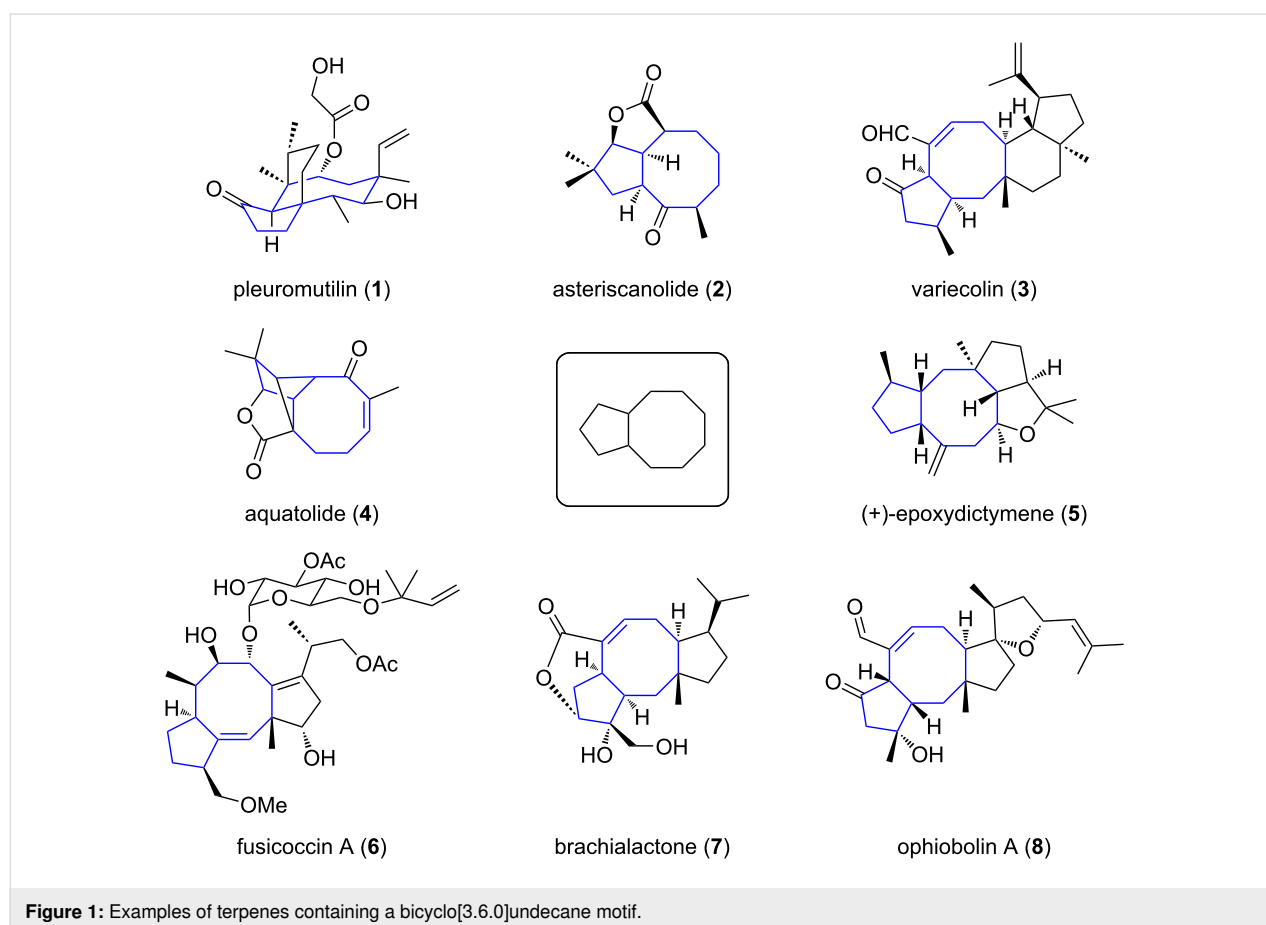 OH
O
O
O
OH
H
pleuromutilin (1)
O
O
H
H
O
asteriscanolide (2)
OHC
H
H
H
O
H
variecolin (3)
O
O
O
aquatolide (4)
H
H
H
H
O
H
(+)-epoxydictymene (5)
OAc
HO
OH
O
O
O
HO
OAc
H
OH
OMe
fusicoccin A (6)
O
H
H
O
H
HO
OH
brachialactone (7)
O
H
O
H
O
H
OH
ophiobolin A (8)
Figure 1: Examples of terpenes containing a bicyclo[3.6.0]undecane motif.